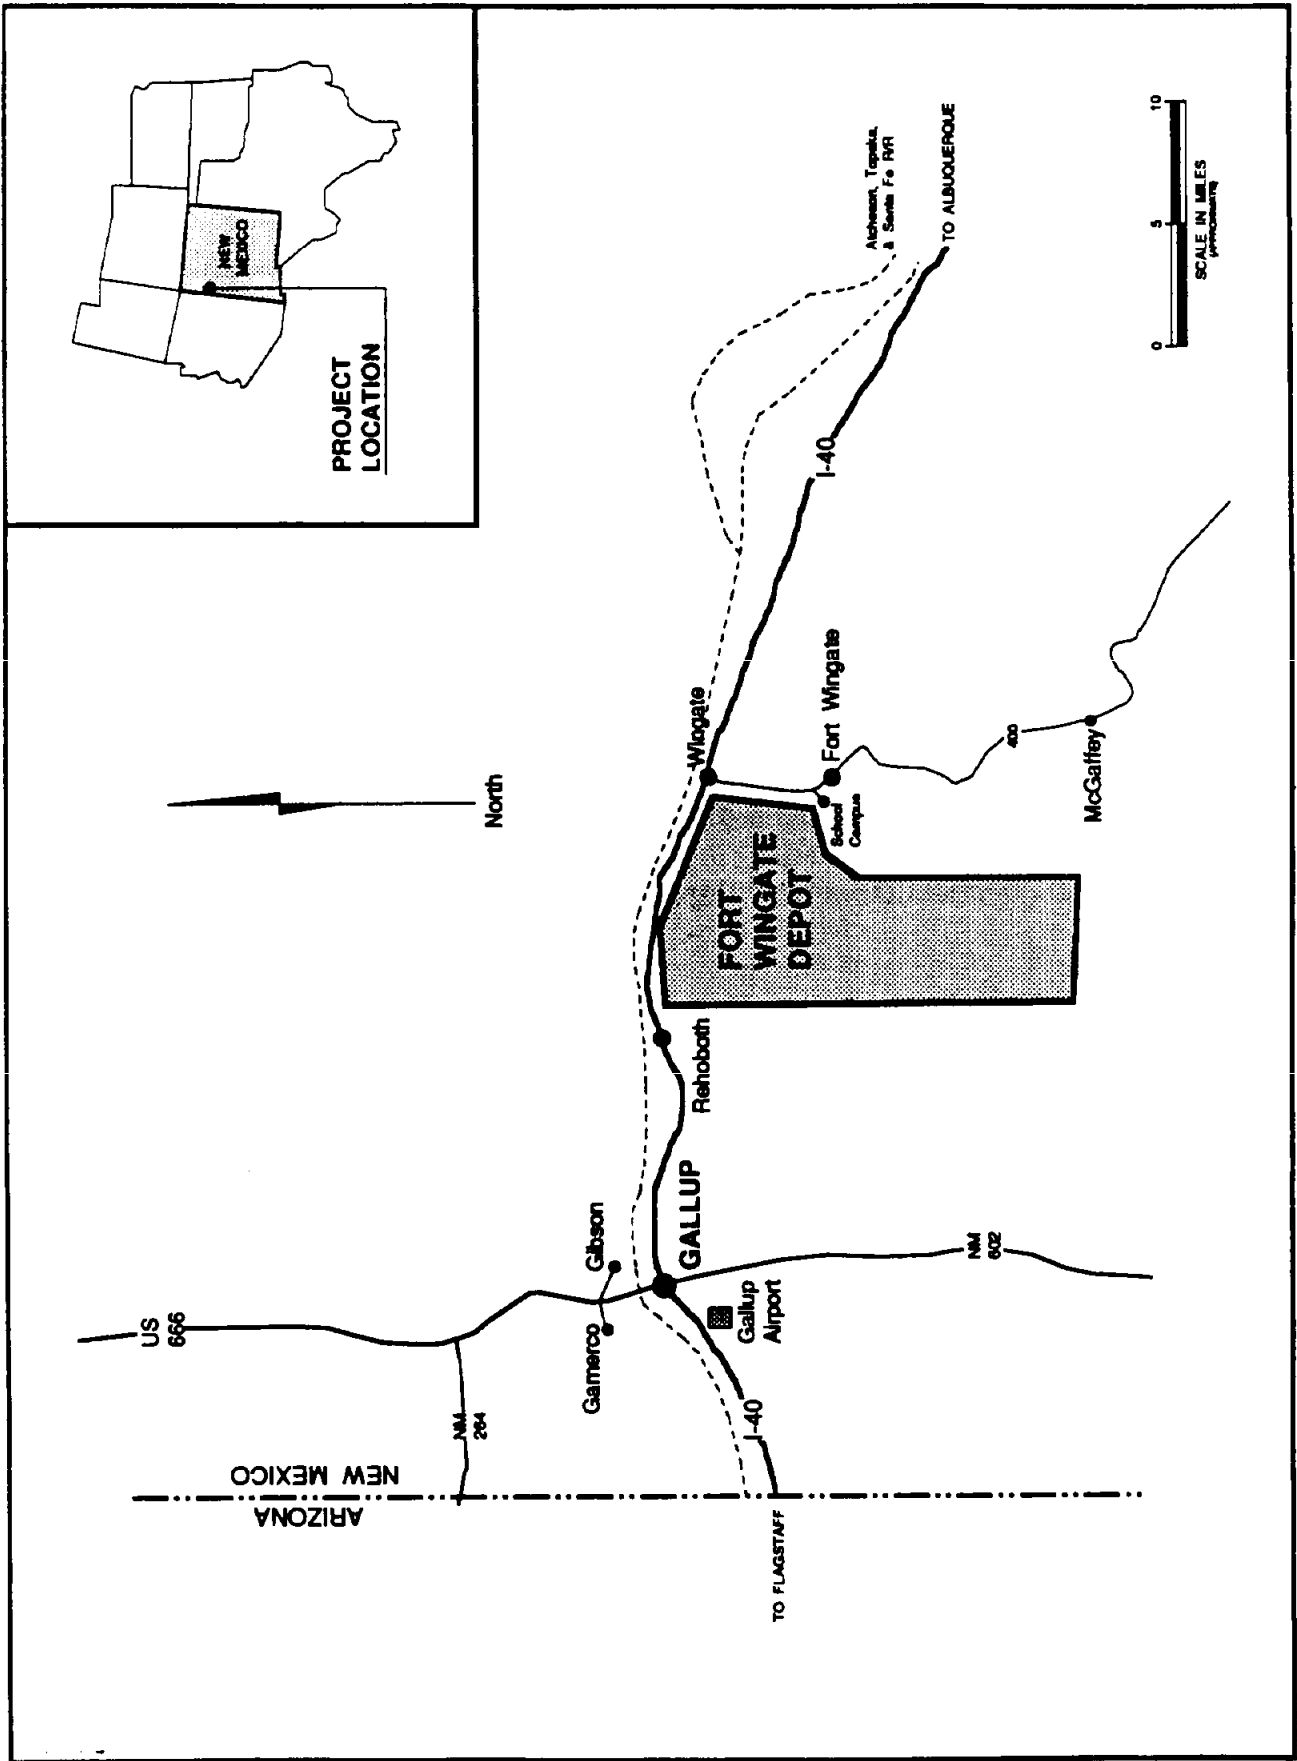 US
666
ARIZONA
NEW MEXICO
NEW
MEXICO
PROJECT
LOCATION
NM
264
North
Gamerco
Gibson
GALLUP
Rehoboth
Wingate
Gallup
Airport
FORT
WINGATE
DEPOT
I-40
TO FLAGSTAFF
School
Campus
Fort Wingate
I-40
Atcheson, Topeka,
& Santa Fe R/R
TO ALBUQUERQUE
NM
602
400
McGaffey
0 5 10
SCALE IN MILES
(APPROXIMATE)